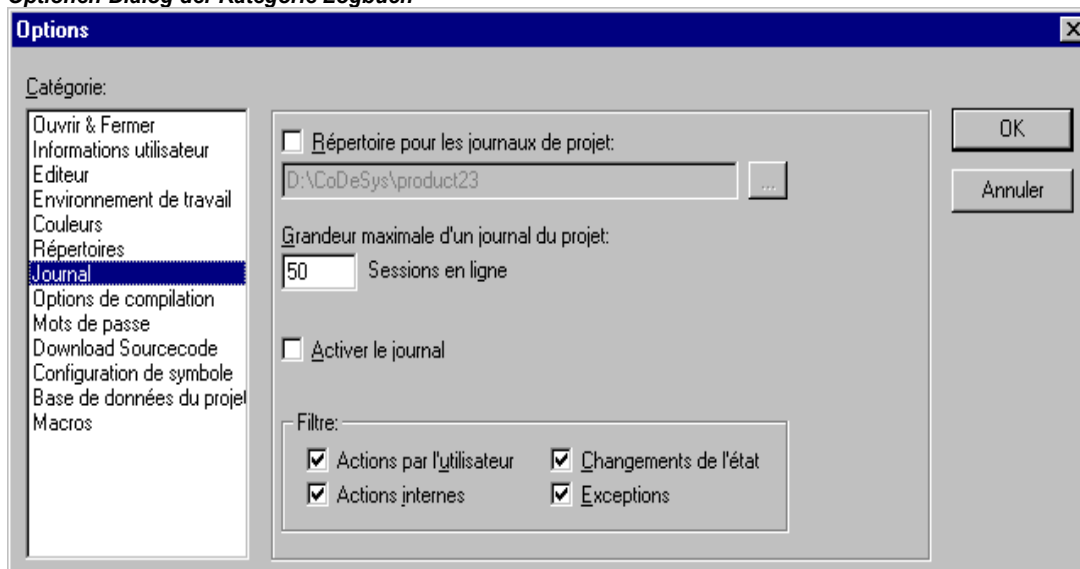 Optionen-Dialog der Kategorie Logbuch
Options
Catégorie:
Ouvrir & Fermer
Informations utilisateur
Editeur
Environnement de travail
Couleurs
Répertoires
Journal
Options de compilation
Mots de passe
Download Sourcecode
Configuration de symbole
Base de données du projet
Macros
Répertoire pour les journaux de projet:
D:\CoDeSys\product23
...
Grandeur maximale d'un journal du projet:
50 Sessions en ligne
Activer le journal
Filtre:
Actions par l'utilisateur Changements de l'état
Actions internes Exceptions
OK
Annuler